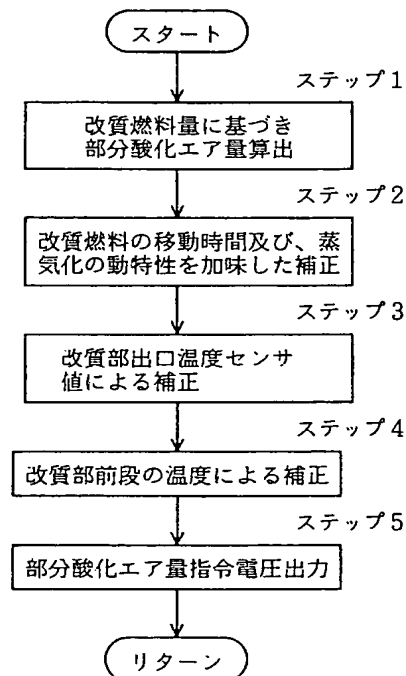 スタート
ステップ1
改質燃料量に基づき
部分酸化エア量算出
ステップ2
改質燃料の移動時間及び、蒸
気化の動特性を加味した補正
ステップ3
改質部出口温度センサ
値による補正
ステップ4
改質部前段の温度による補正
ステップ5
部分酸化エア量指令電圧出力
リターン